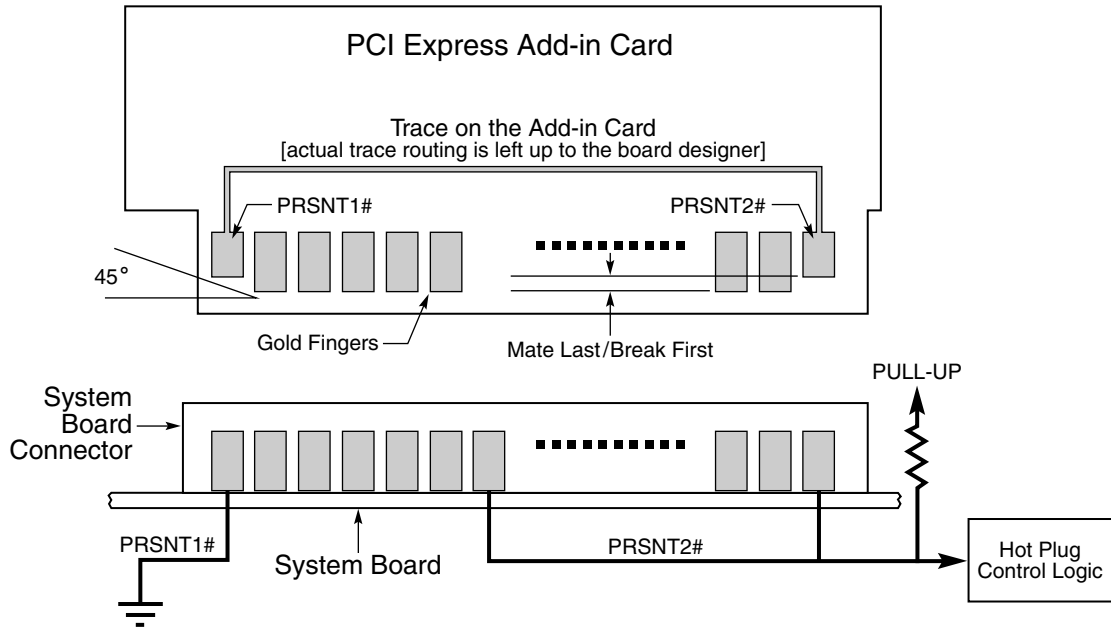 PCI Express Add-in Card
Trace on the Add-in Card
[actual trace routing is left up to the board designer]
PRSNT1#
PRSNT2#
45°
Gold Fingers
Mate Last/Break First
PULL-UP
System
Board
Connector
PRSNT1#
System Board
PRSNT2#
Hot Plug
Control Logic